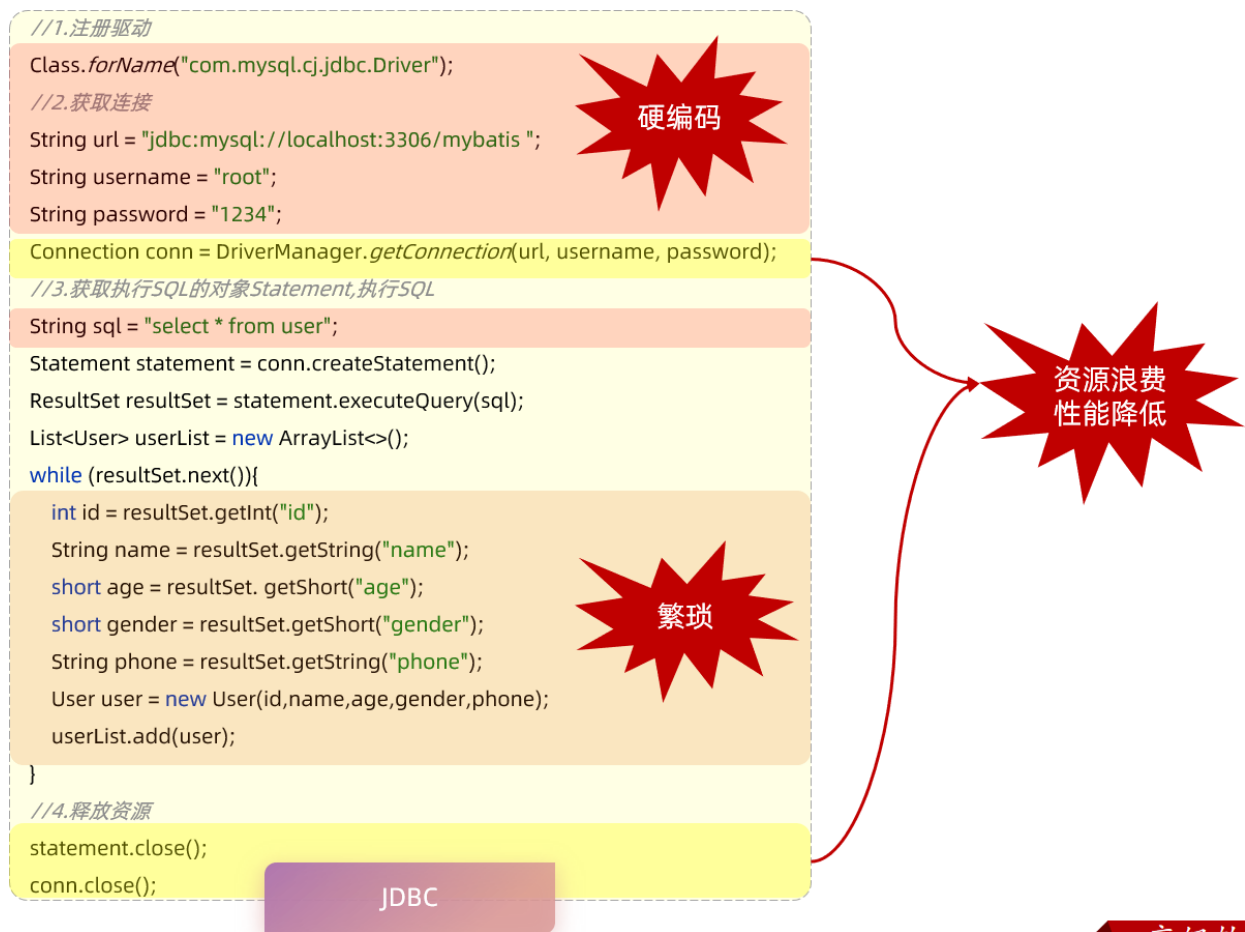 //1.注册驱动
Class.forName("com.mysql.cj.jdbc.Driver");
//2.获取连接
String url = "jdbc:mysql://localhost:3306/mybatis ";
String username = "root";
String password = "1234";
硬编码
Connection conn = DriverManager.getConnection(url, username, password);
//3.获取执行SQL的对象Statement,执行SQL
String sql = "select * from user";
Statement statement = conn.createStatement();
ResultSet resultSet = statement.executeQuery(sql);
List<User> userList = new ArrayList<>();
while (resultSet.next()){
int id = resultSet.getInt("id");
String name = resultSet.getString("name");
short age = resultSet. getShort("age");
short gender = resultSet.getShort("gender");
String phone = resultSet.getString("phone");
User user = new User(id,name,age,gender,phone);
userList.add(user);
繁琐
}
//4.释放资源
statement.close();
conn.close();
JDBC
资源浪费
性能降低